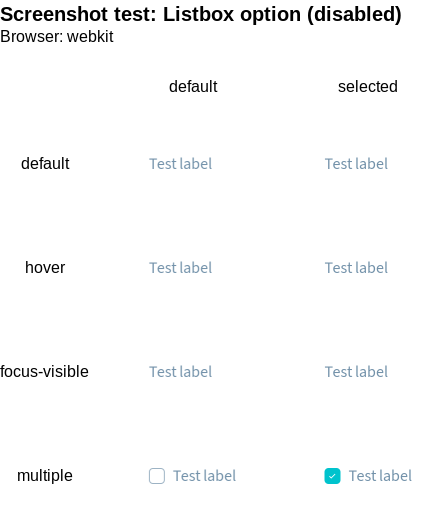 Screenshot test: Listbox option (disabled)
Browser: webkit
default selected
default Test label Test label
hover Test label Test label
focus-visible Test label Test label
multiple Test label Test label